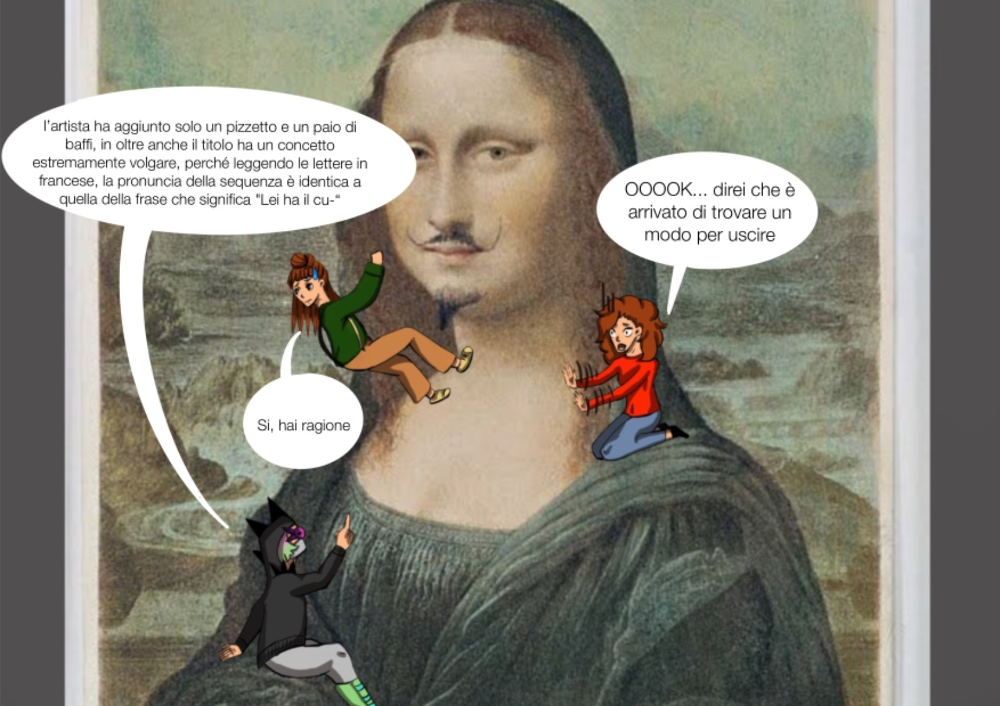 l'artista ha aggiunto solo un pizzetto e un paio di
baffi, in oltre anche il titolo ha un concetto
estremamente volgare, perché leggendo le lettere in
francese, la pronuncia della sequenza è identica a
quella della frase che significa "Lei ha il cu-“
OOOOK... direi che è
arrivato di trovare un
modo per uscire
Si, hai ragione